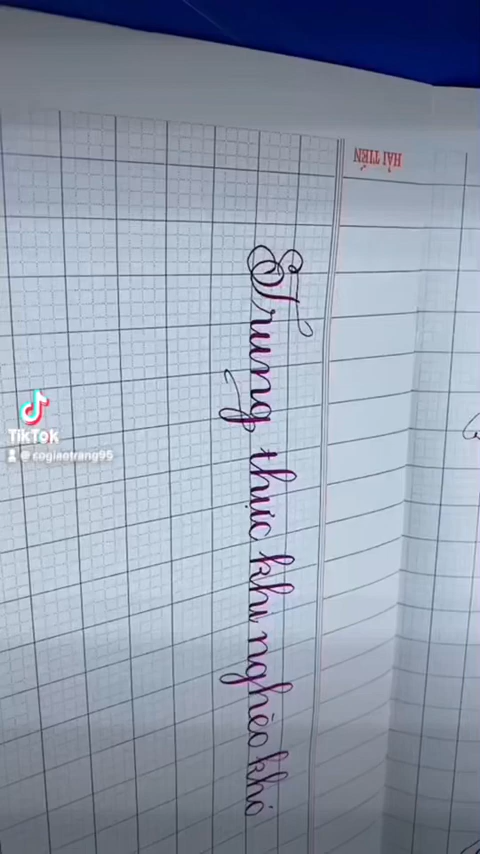 HẢI TIẾN
Trung thực khi nghèo khó
TikTok
@cogiaotrang95